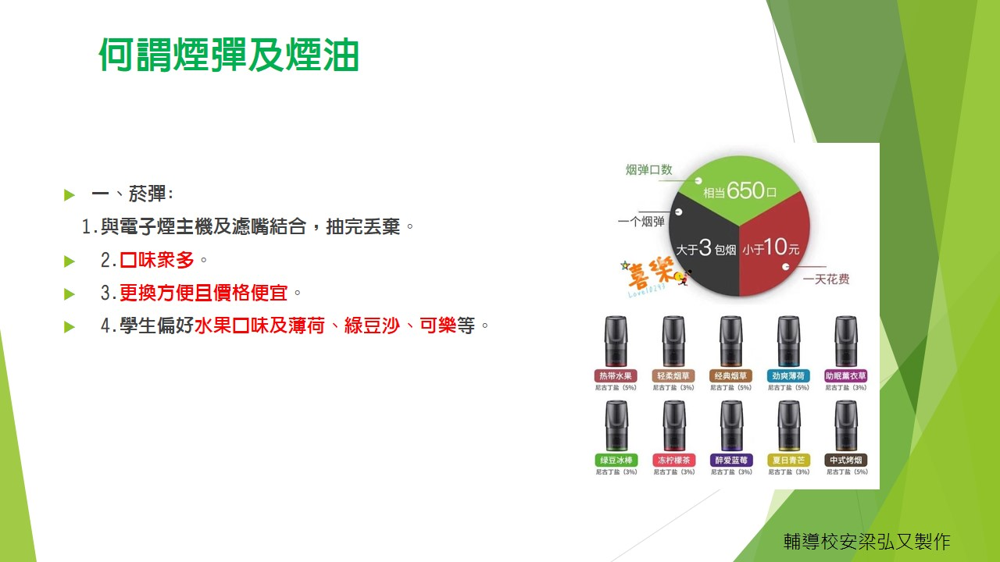 何謂煙彈及煙油
一、菸彈:
1.與電子煙主機及濾嘴結合，抽完丟棄。
2.口味衆多。
3.更換方便且價格便宜。
4.學生偏好水果口味及薄荷、綠豆沙、可樂等。
烟弹口数
相当650口
一个烟弹
大于3包烟
小于10元
一天花费
喜樂
Love10293
热带水果 轻柔烟草 经典烟草 劲爽薄荷 助眠薰衣草
尼古丁盐（5%） 尼古丁盐（3%） 尼古丁盐（5%） 尼古丁盐（5%） 尼古丁盐（3%）
绿豆冰棒 冻柠檬茶 醉爱蓝莓 夏日青芒 中式烤烟
尼古丁盐（3%） 尼古丁盐（3%） 尼古丁盐（3%） 尼古丁盐（3%） 尼古丁盐（5%）
輔導校安梁弘又製作